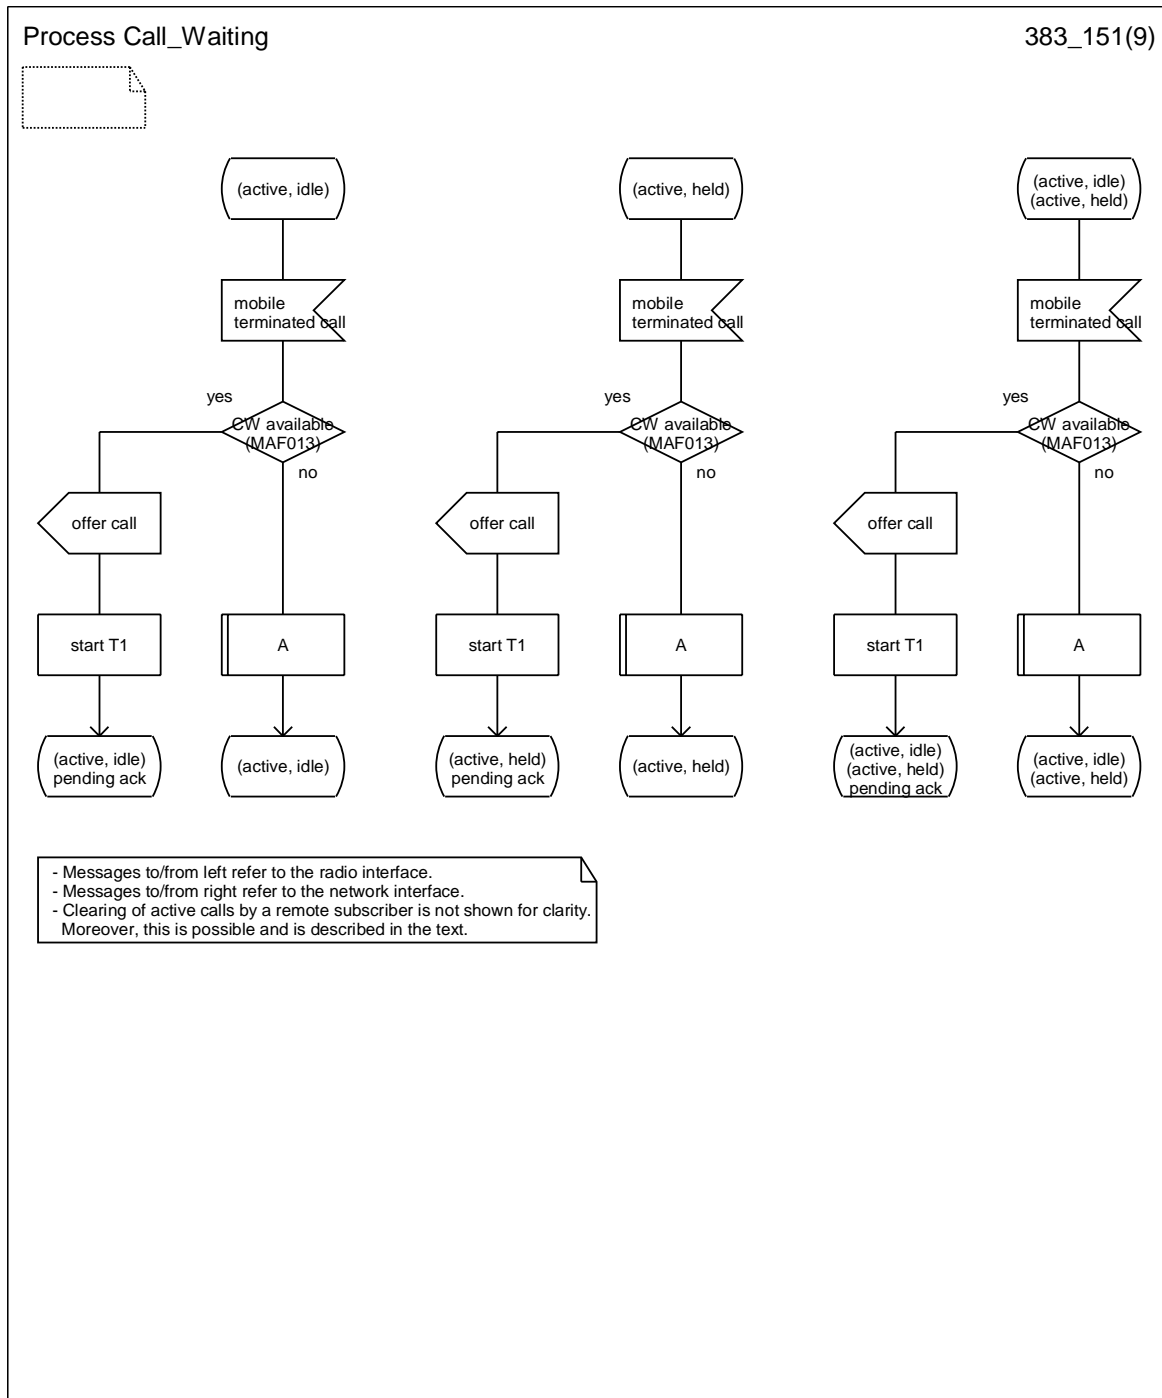 Process Call_Waiting
383_151(9)
(active, idle)
(active, held)
(active, idle)
(active, held)
mobile
terminated call
mobile
terminated call
mobile
terminated call
yes
CW available
(MAF013)
no
yes
CW available
(MAF013)
no
yes
CW available
(MAF013)
no
offer call
offer call
offer call
start T1
A
start T1
A
start T1
A
(active, idle)
pending ack
(active, idle)
(active, held)
pending ack
(active, held)
(active, idle)
(active, held)
pending ack
(active, idle)
(active, held)
- Messages to/from left refer to the radio interface.
- Messages to/from right refer to the network interface.
- Clearing of active calls by a remote subscriber is not shown for clarity.
Moreover, this is possible and is described in the text.